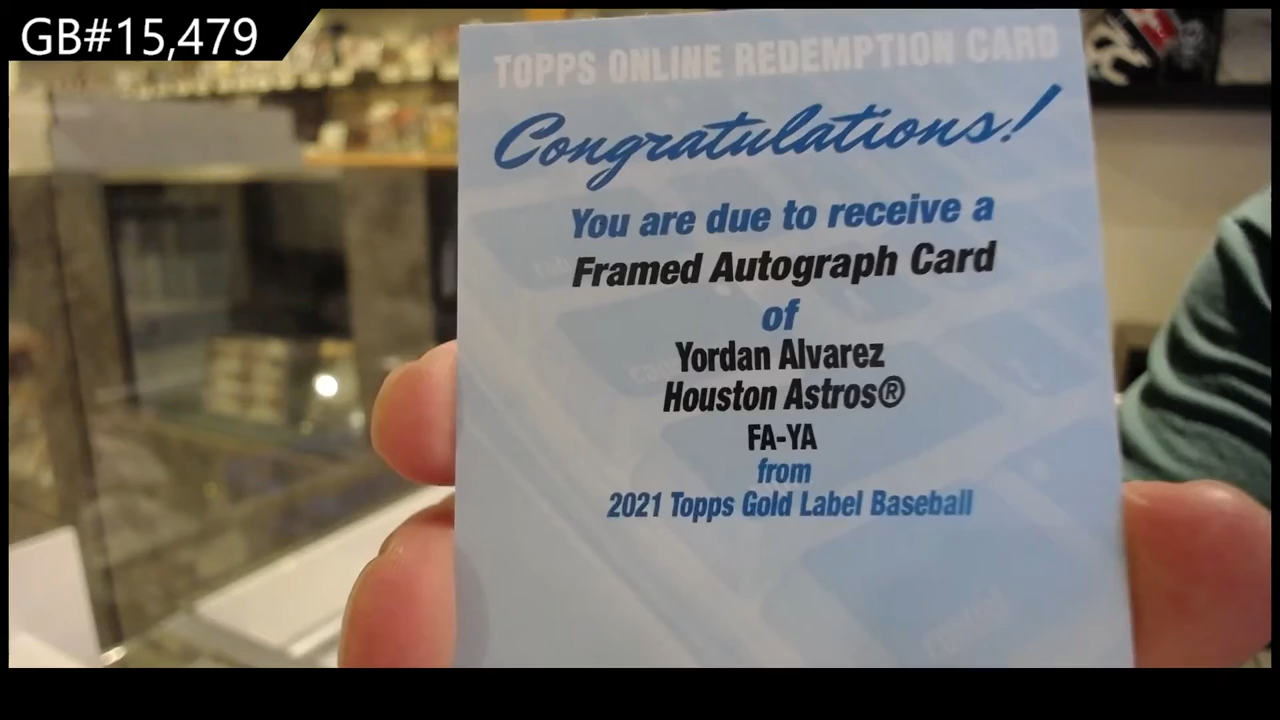 GB#15,479
TOPPS ONLINE REDEMPTION CARD
Congratulations!
You are due to receive a
Framed Autograph Card
of
Yordan Alvarez
Houston Astros®
FA-YA
from
2021 Topps Gold Label Baseball